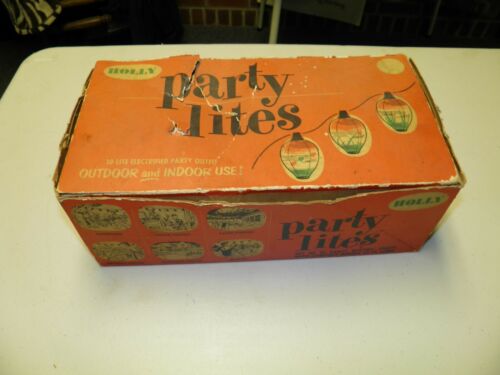 HOLLY
party
lites
10 LITE ELECTRIFIED PARTY OUTFIT
OUTDOOR and INDOOR USE!
HOLLY
party
lites